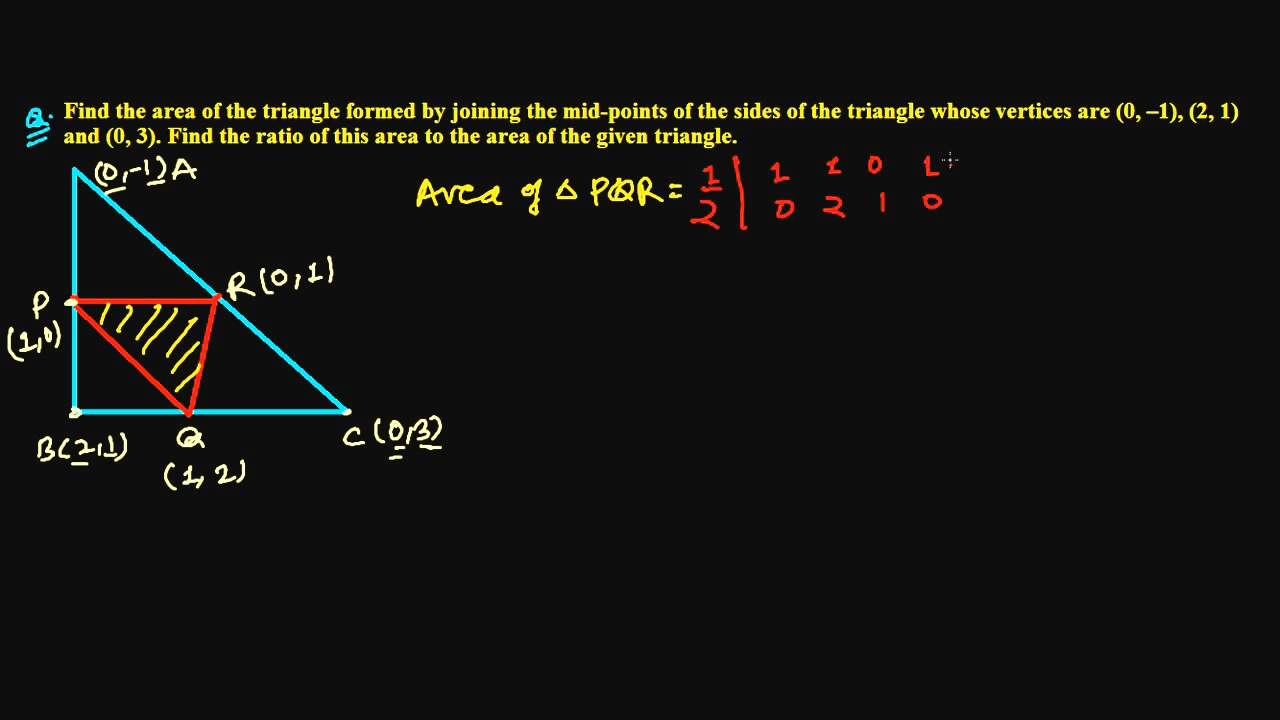 Q. Find the area of the triangle formed by joining the mid-points of the sides of the triangle whose vertices are (0, –1), (2, 1)
and (0, 3). Find the ratio of this area to the area of the given triangle.
(0,-1)A
Area of △ PQR = 1/2 | 1 1 0 1
0 2 1 0
R(0,1)
P
(1,0)
B(2,1)
Q
(1,2)
C(0,3)